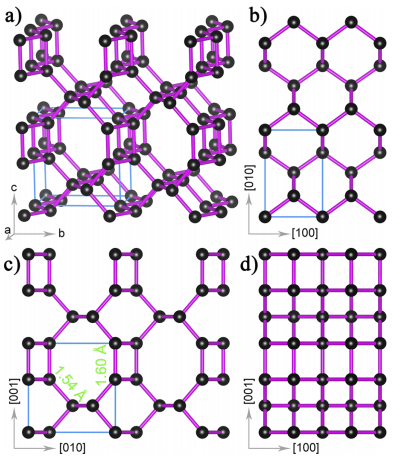 a)
b)
c
a
b
[010]
[100]
c)
d)
1.54 Å
1.60 Å
[001]
[010]
[001]
[100]